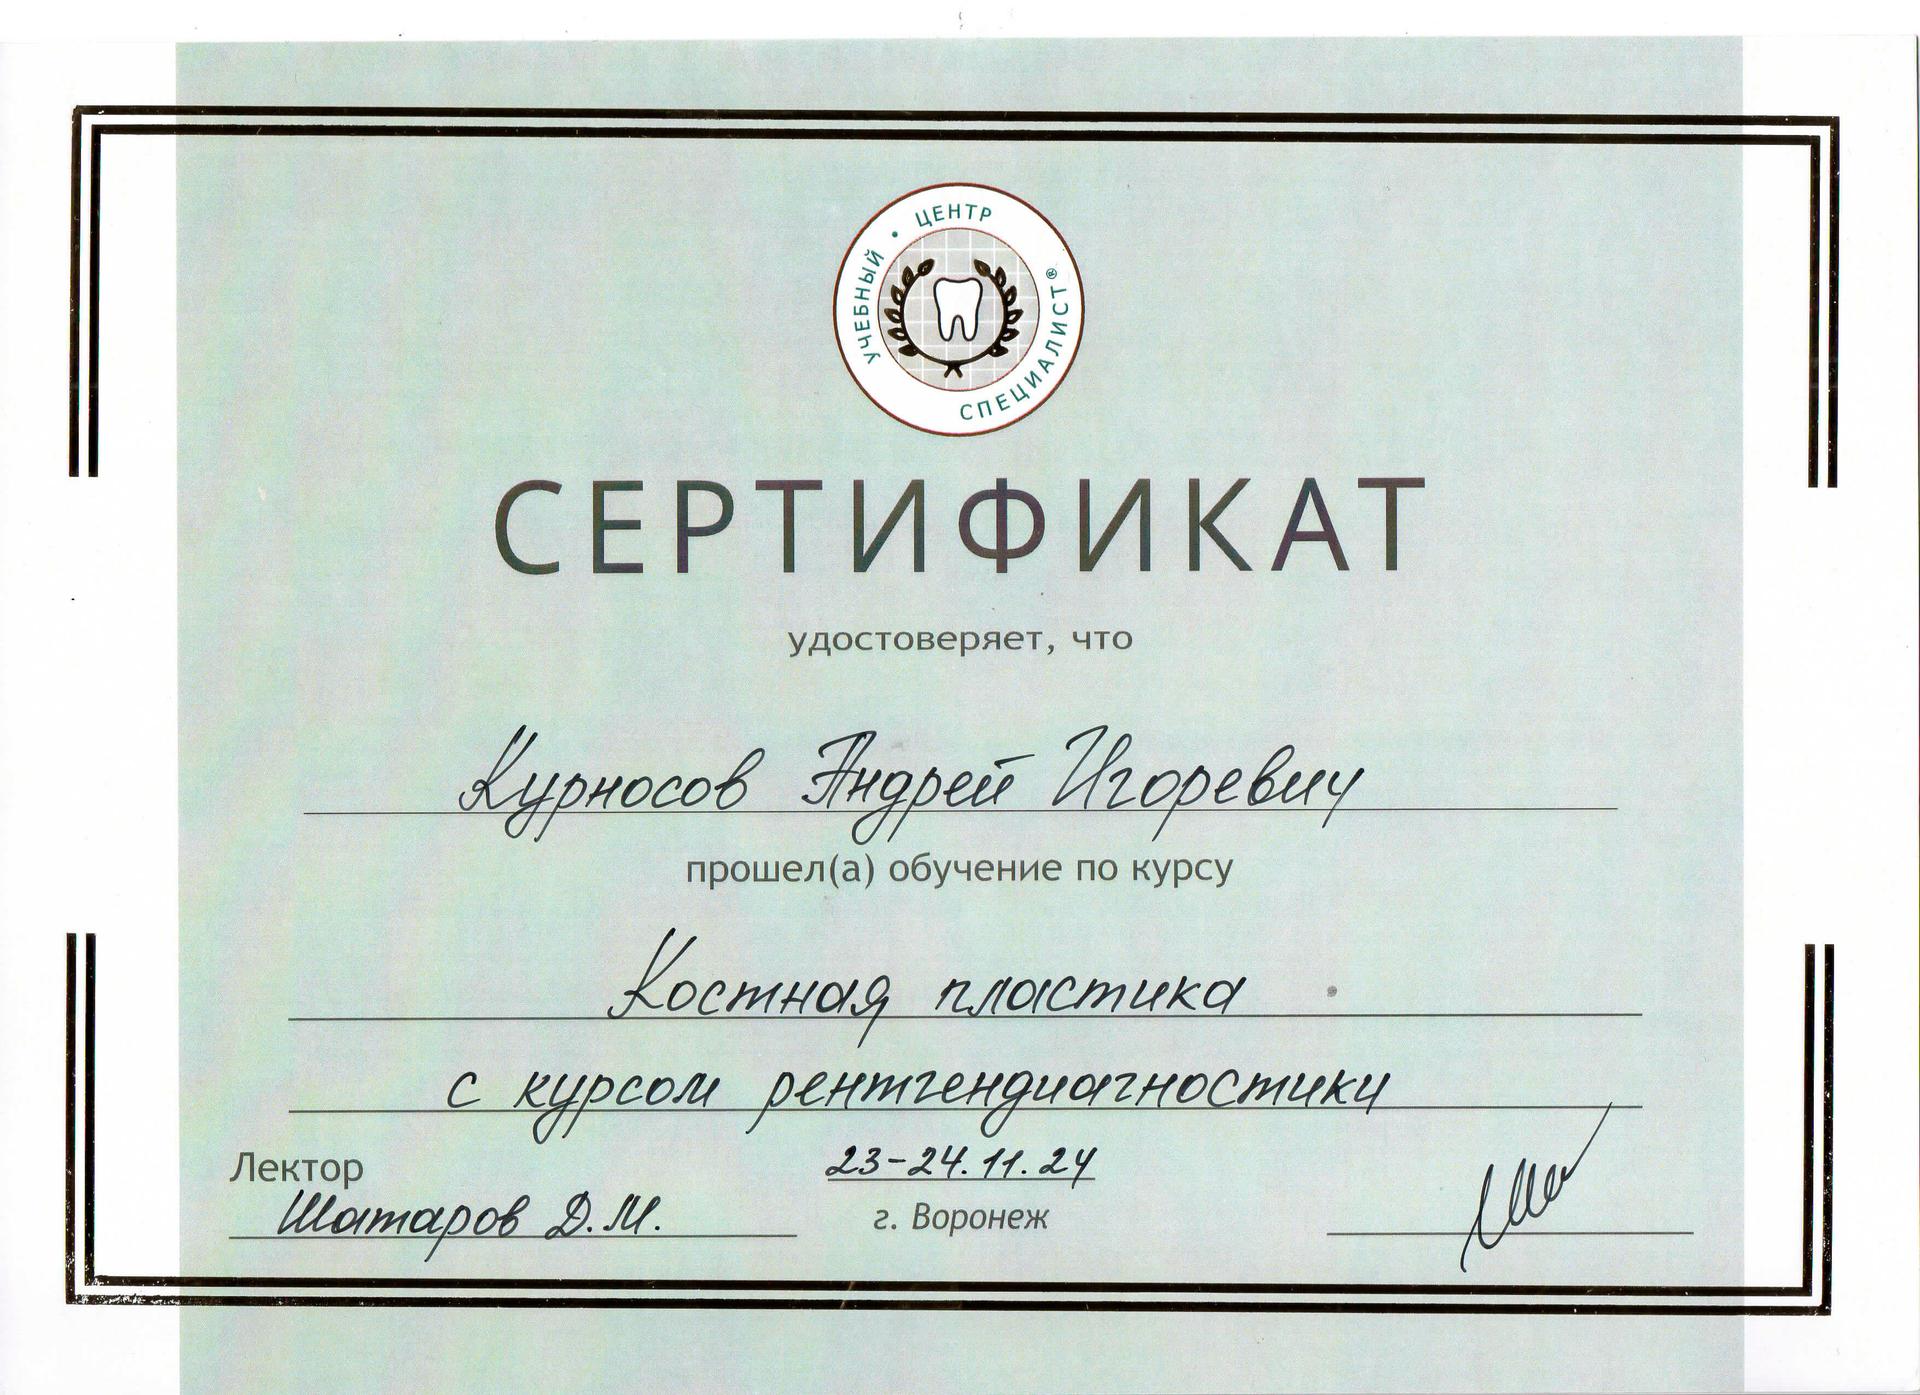 УЧЕБНЫЙ • ЦЕНТР
СПЕЦИАЛИСТ®
СЕРТИФИКАТ
удостоверяет, что
Курносов Андрей Игоревич
прошел(а) обучение по курсу
Костная пластика
с курсом рентгендиагностики
Лектор
23-24.11.24
Шатаров Д.М.
г. Воронеж